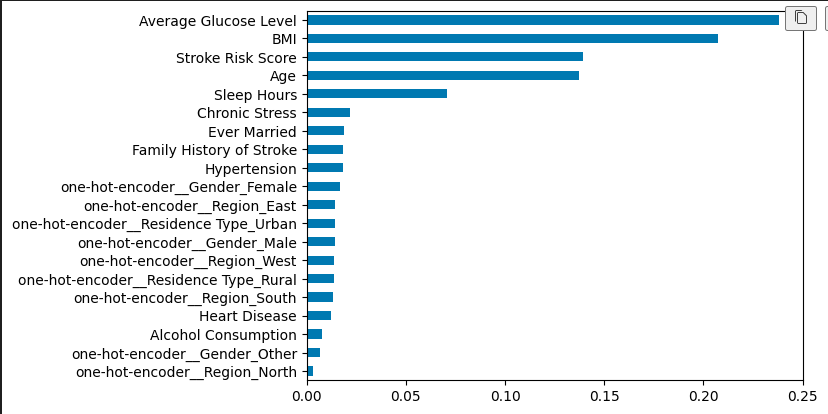 Average Glucose Level
BMI
Stroke Risk Score
Age
Sleep Hours
Chronic Stress
Ever Married
Family History of Stroke
Hypertension
one-hot-encoder__Gender_Female
one-hot-encoder__Region_East
one-hot-encoder__Residence Type_Urban
one-hot-encoder__Gender_Male
one-hot-encoder__Region_West
one-hot-encoder__Residence Type_Rural
one-hot-encoder__Region_South
Heart Disease
Alcohol Consumption
one-hot-encoder__Gender_Other
one-hot-encoder__Region_North
0.00 0.05 0.10 0.15 0.20 0.25